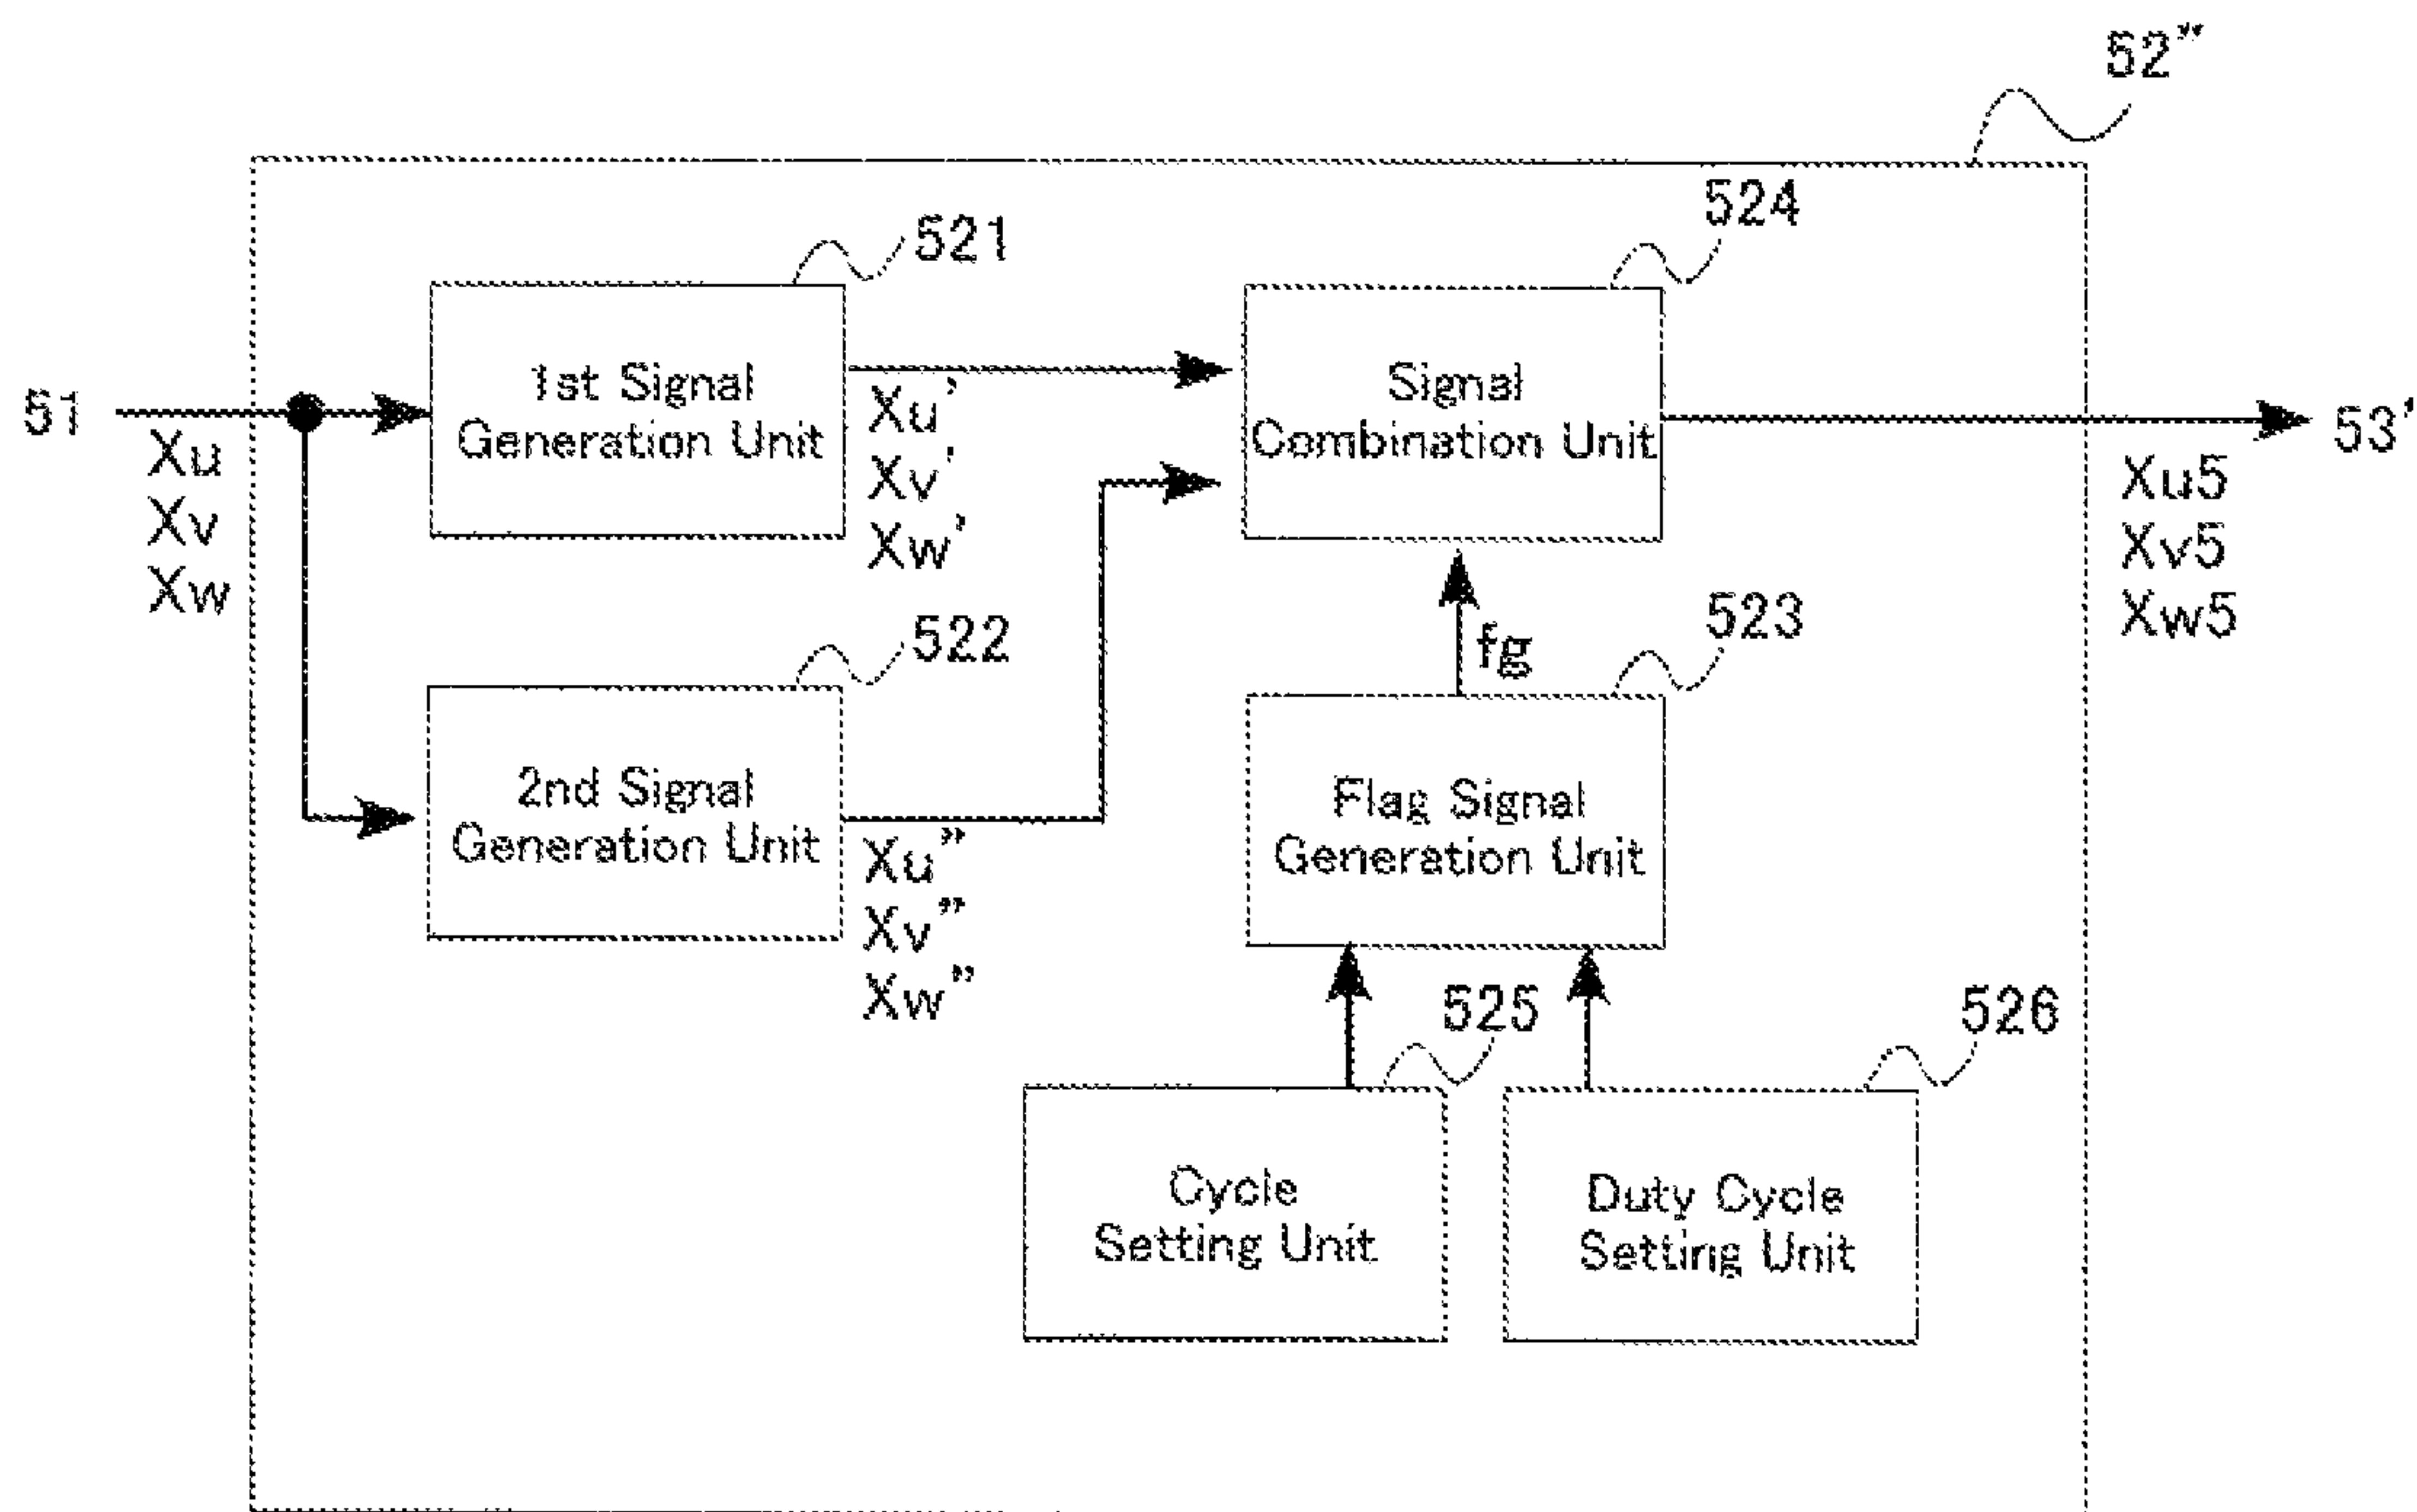 52”
521
524
51
Xu
Xv
Xw
1st Signal
Generation Unit
Xu’
Xv’
Xw’
Signal
Combination Unit
53’
Xu5
Xv5
Xw5
522
fg
523
2nd Signal
Generation Unit
Xu”
Xv”
Xw”
Flag Signal
Generation Unit
525
526
Cycle
Setting Unit
Duty Cycle
Setting Unit